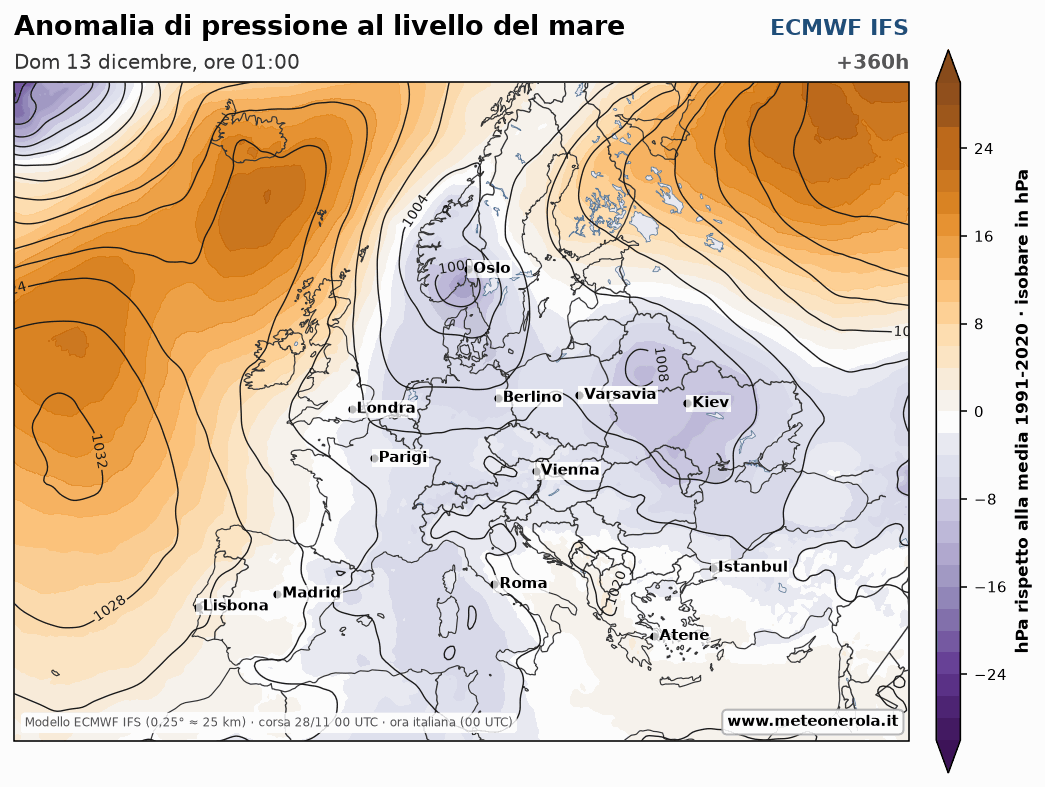 Anomalia di pressione al livello del mare
ECMWF IFS
Dom 13 dicembre, ore 01:00
+360h
1004
100
Oslo
24
10
1008
Berlino
Varsavia
Kiev
Londra
1032
Parigi
Vienna
Istanbul
Roma
Madrid
Lisbona
1028
Atene
Modello ECMWF IFS (0,25° ≈ 25 km) · corsa 28/11 00 UTC · ora italiana (00 UTC)
www.meteonerola.it
24
16
8
0
−8
−16
−24
hPa rispetto alla media 1991-2020 · isobare in hPa